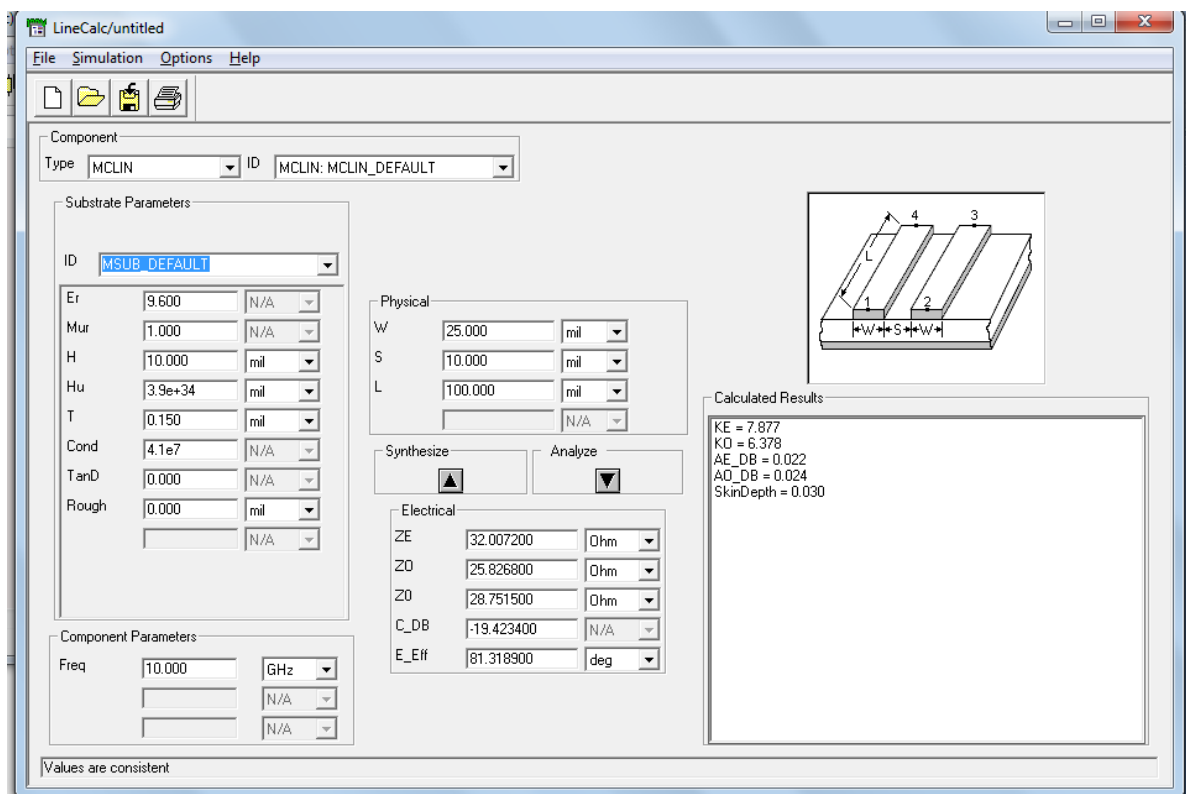 LineCalc/untitled
File Simulation Options Help
Component
Type MCLIN ID MCLIN: MCLIN_DEFAULT
Substrate Parameters
ID MSUB_DEFAULT
Er 9.600 N/A
Mur 1.000 N/A
H 10.000 mil
Hu 3.9e+34 mil
T 0.150 mil
Cond 4.1e7 N/A
TanD 0.000 N/A
Rough 0.000 mil
N/A
Component Parameters
Freq 10.000 GHz
N/A
N/A
Physical
W 25.000 mil
S 10.000 mil
L 100.000 mil
N/A
Synthesize Analyze
Electrical
ZE 32.007200 Ohm
ZO 25.826800 Ohm
Z0 28.751500 Ohm
C_DB -19.423400 N/A
E_Eff 81.318900 deg
4 3
L
1 2
W S W
Calculated Results
KE = 7.877
KO = 6.378
AE_DB = 0.022
AO_DB = 0.024
SkinDepth = 0.030
Values are consistent